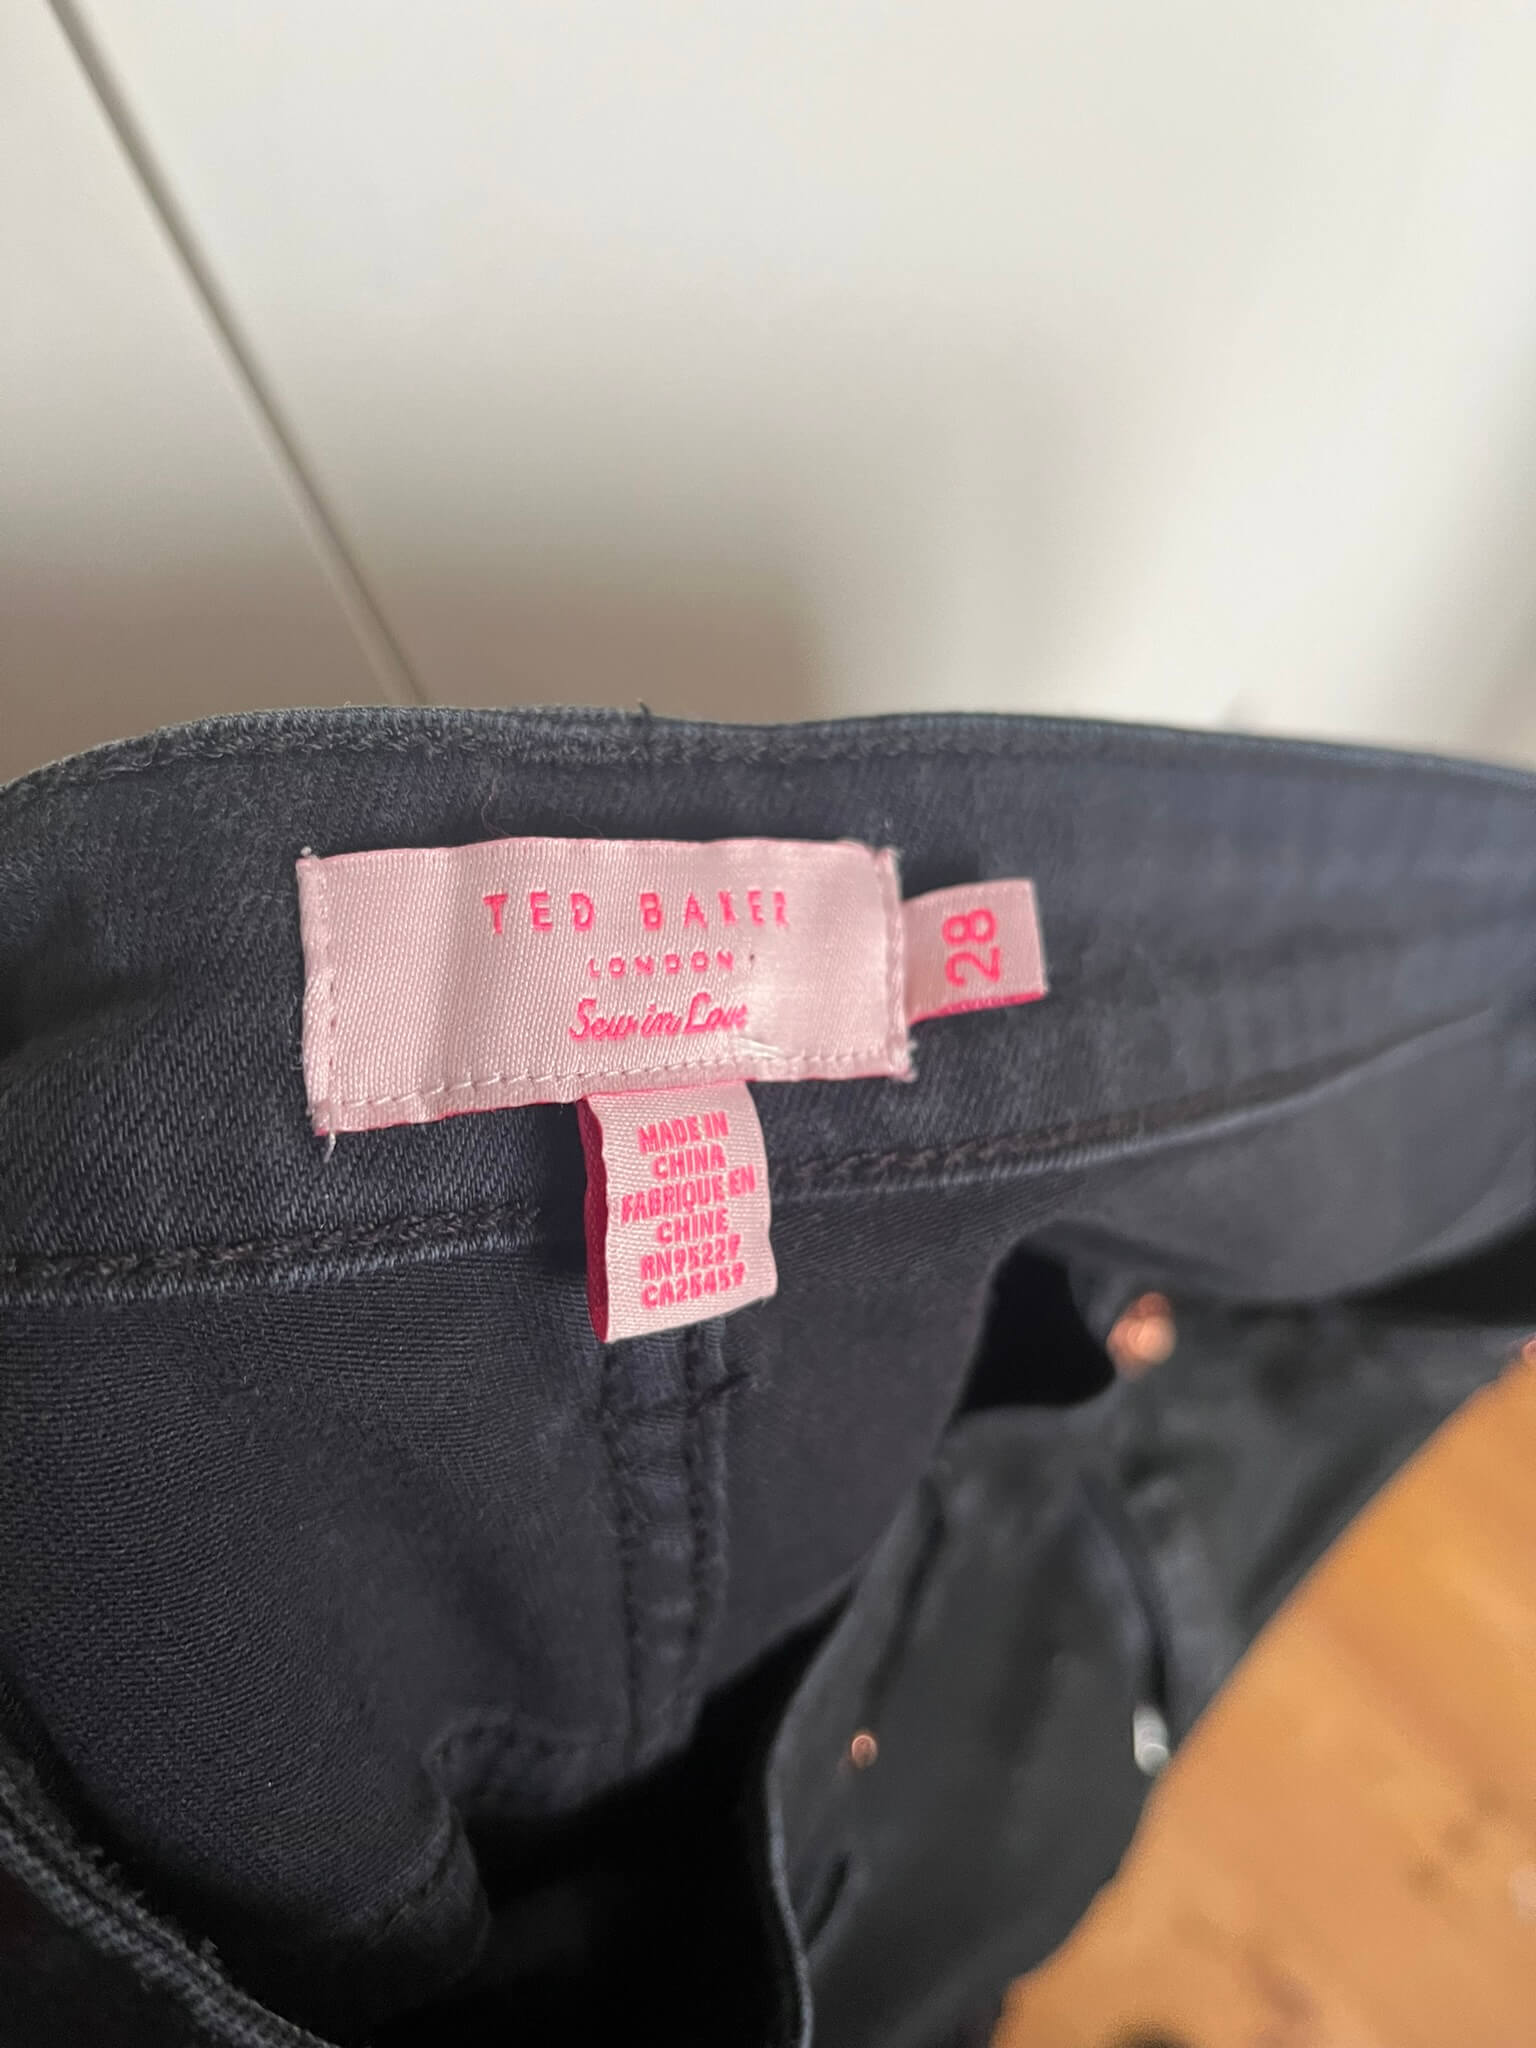 TED BAKER
LONDON
Sew in Love
28
MADE IN
CHINA
FABRIQUE EN
CHINE
RN95229
CA25459